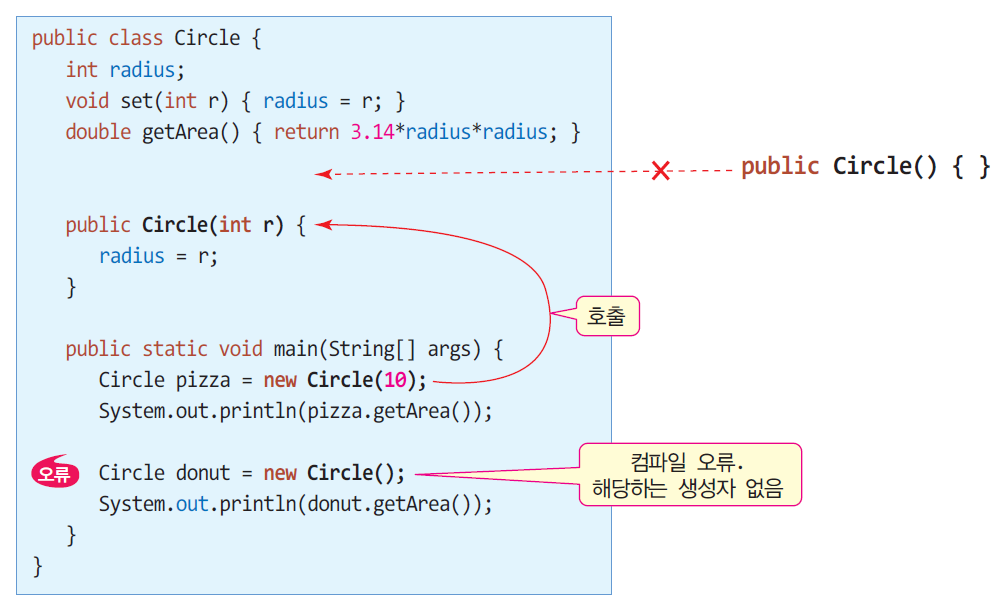 public class Circle {
int radius;
void set(int r) { radius = r; }
double getArea() { return 3.14*radius*radius; }
public Circle() { }
public Circle(int r) {
radius = r;
}
호출
public static void main(String[] args) {
Circle pizza = new Circle(10);
System.out.println(pizza.getArea());
오류 Circle donut = new Circle();
컴파일 오류.
해당하는 생성자 없음
System.out.println(donut.getArea());
}
}